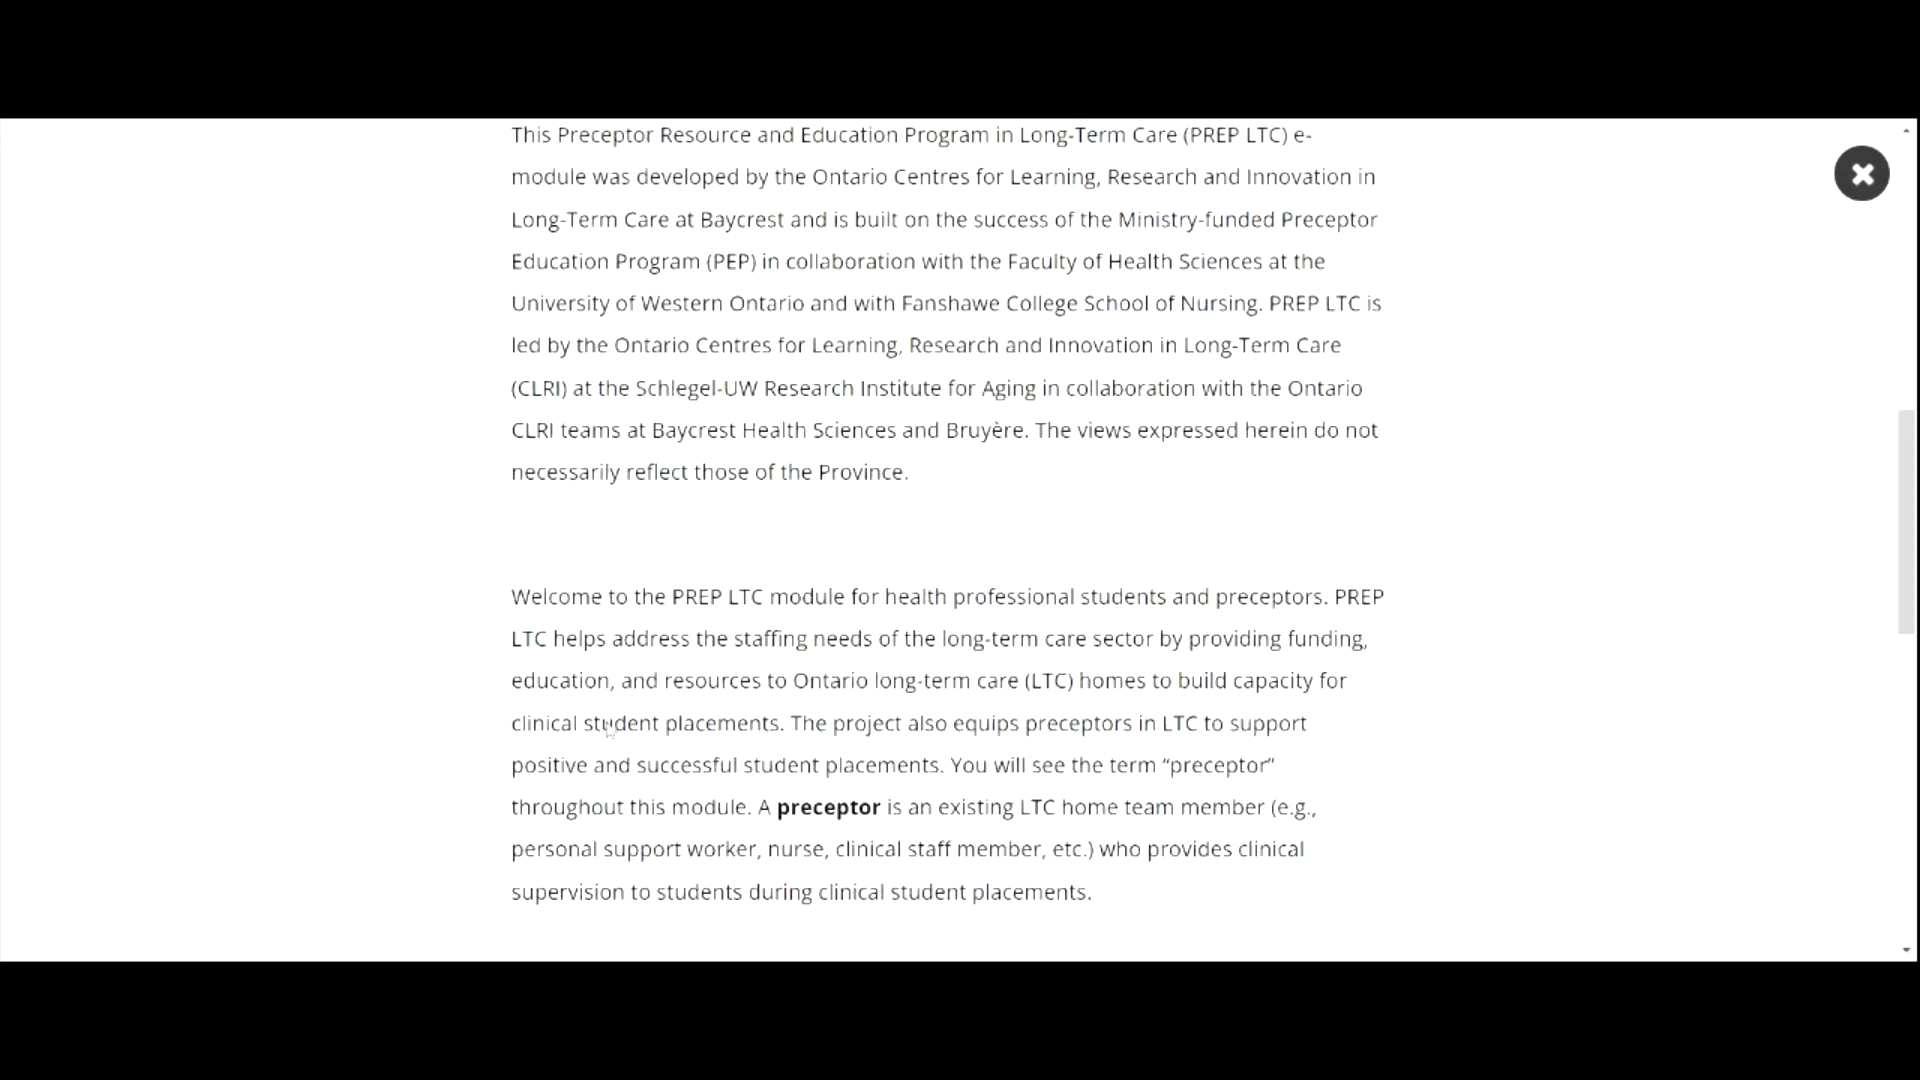 This Preceptor Resource and Education Program in Long-Term Care (PREP LTC) e-
module was developed by the Ontario Centres for Learning, Research and Innovation in
Long-Term Care at Baycrest and is built on the success of the Ministry-funded Preceptor
Education Program (PEP) in collaboration with the Faculty of Health Sciences at the
University of Western Ontario and with Fanshawe College School of Nursing. PREP LTC is
led by the Ontario Centres for Learning, Research and Innovation in Long-Term Care
(CLRI) at the Schlegel-UW Research Institute for Aging in collaboration with the Ontario
CLRI teams at Baycrest Health Sciences and Bruyère. The views expressed herein do not
necessarily reflect those of the Province.
Welcome to the PREP LTC module for health professional students and preceptors. PREP
LTC helps address the staffing needs of the long-term care sector by providing funding,
education, and resources to Ontario long-term care (LTC) homes to build capacity for
clinical student placements. The project also equips preceptors in LTC to support
positive and successful student placements. You will see the term “preceptor”
throughout this module. A preceptor is an existing LTC home team member (e.g.,
personal support worker, nurse, clinical staff member, etc.) who provides clinical
supervision to students during clinical student placements.